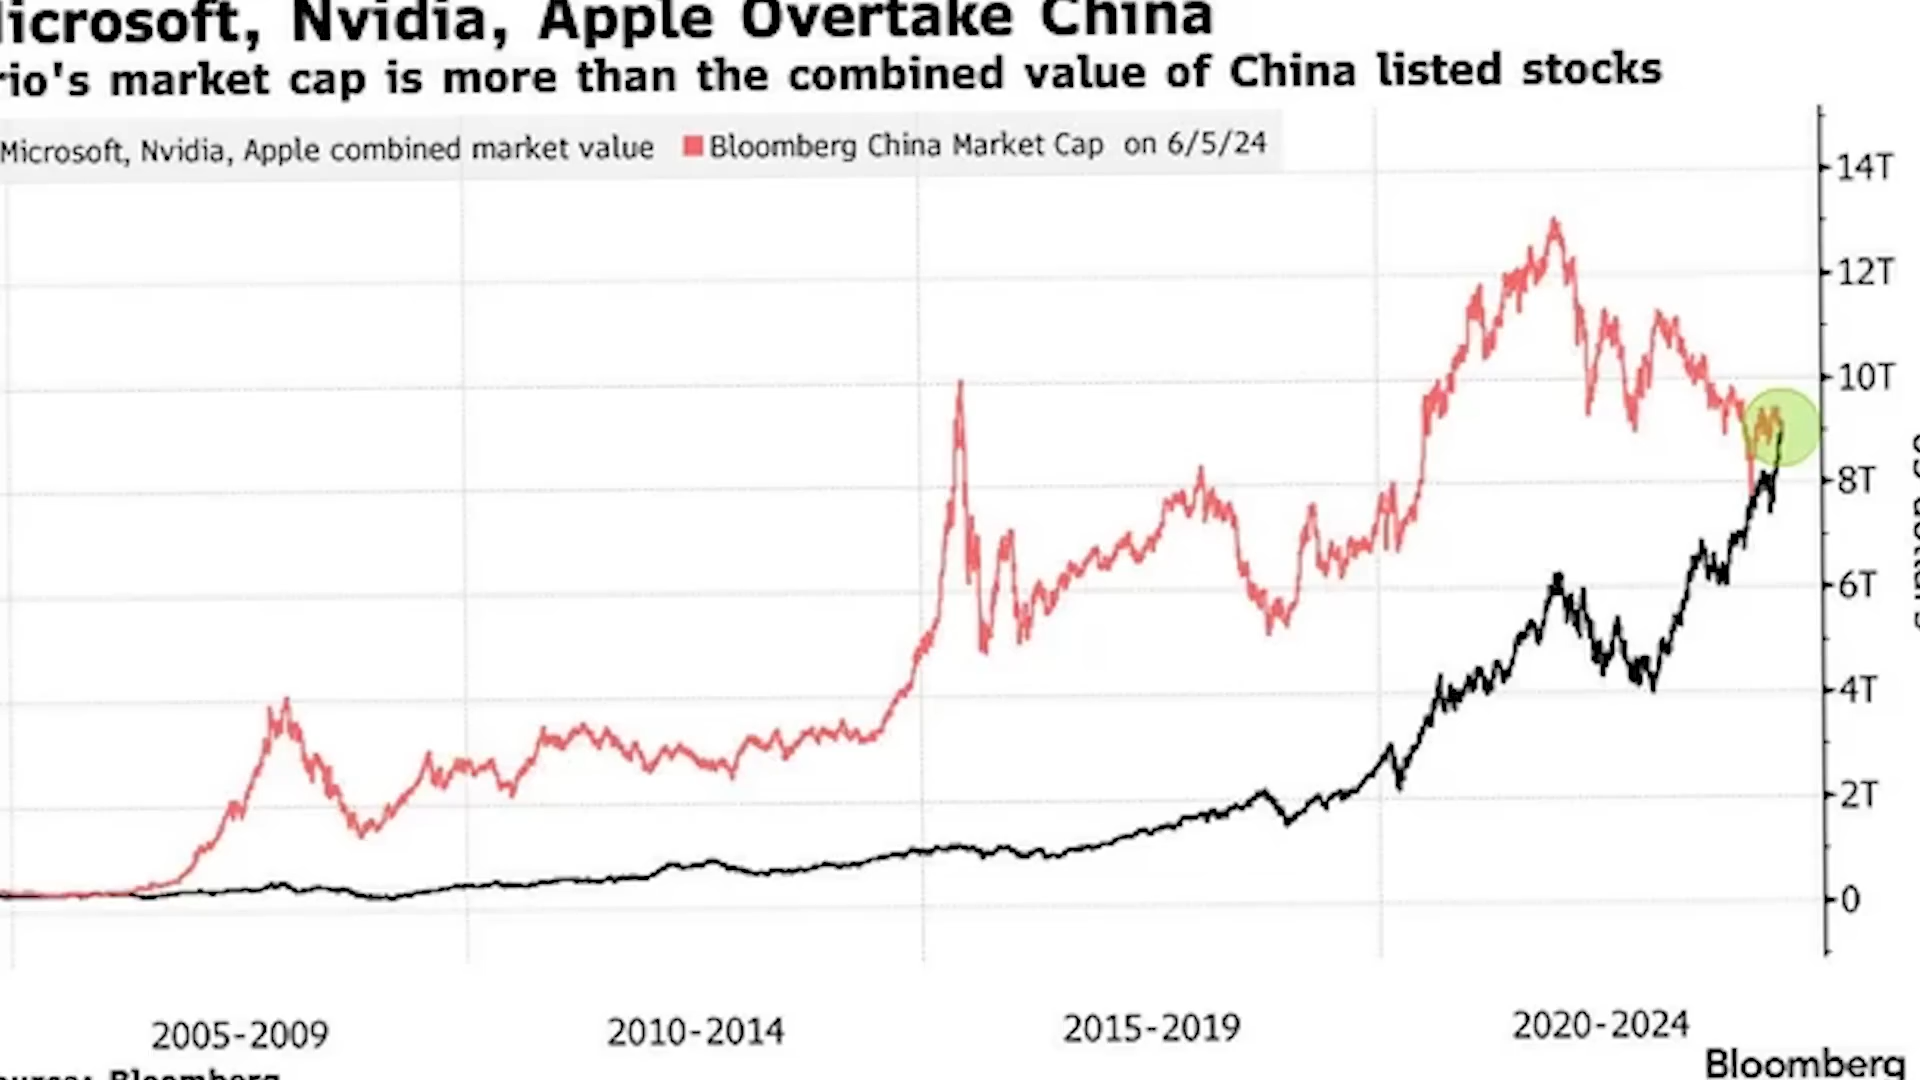 icrosoft, Nvidia, Apple Overtake China
rio's market cap is more than the combined value of China listed stocks
Microsoft, Nvidia, Apple combined market value Bloomberg China Market Cap on 6/5/24
14T
12T
10T
8T
6T
4T
2T
0
2005-2009 2010-2014 2015-2019 2020-2024
Bloomberg
Bloomberg